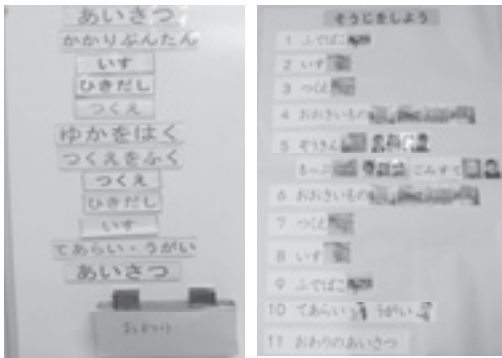 あいさつ
かかりぶんたん
いす
ひきだし
つくえ
ゆかをはく
つくえをふく
つくえ
ひきだし
いす
てあらい・うがい
あいさつ
おわり
そうじをしよう
1 ふでばこ
2 いす
3 つくえ
4 おおきいもの
5 ぞうきん
もっぷ ごみすて
6 おおきいもの
7 つくえ
8 いす
9 ふでばこ
10 てあらい うがい
11 おわりのあいさつ